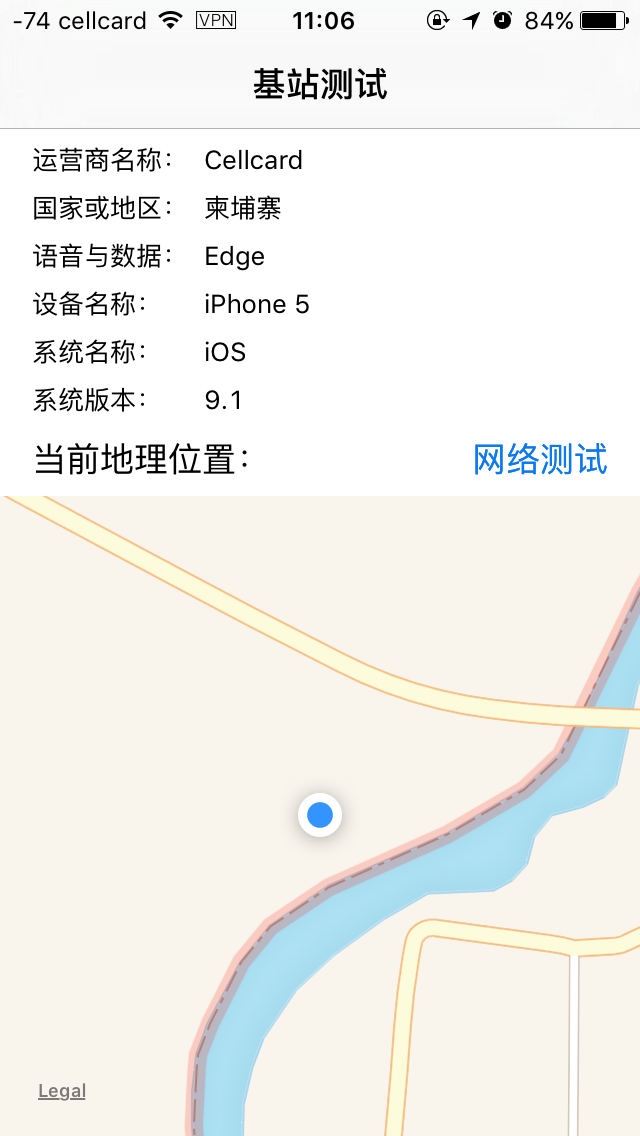 -74 cellcard VPN 11:06 84%
基站测试
运营商名称： Cellcard
国家或地区： 柬埔寨
语音与数据： Edge
设备名称： iPhone 5
系统名称： iOS
系统版本： 9.1
当前地理位置： 网络测试
Legal